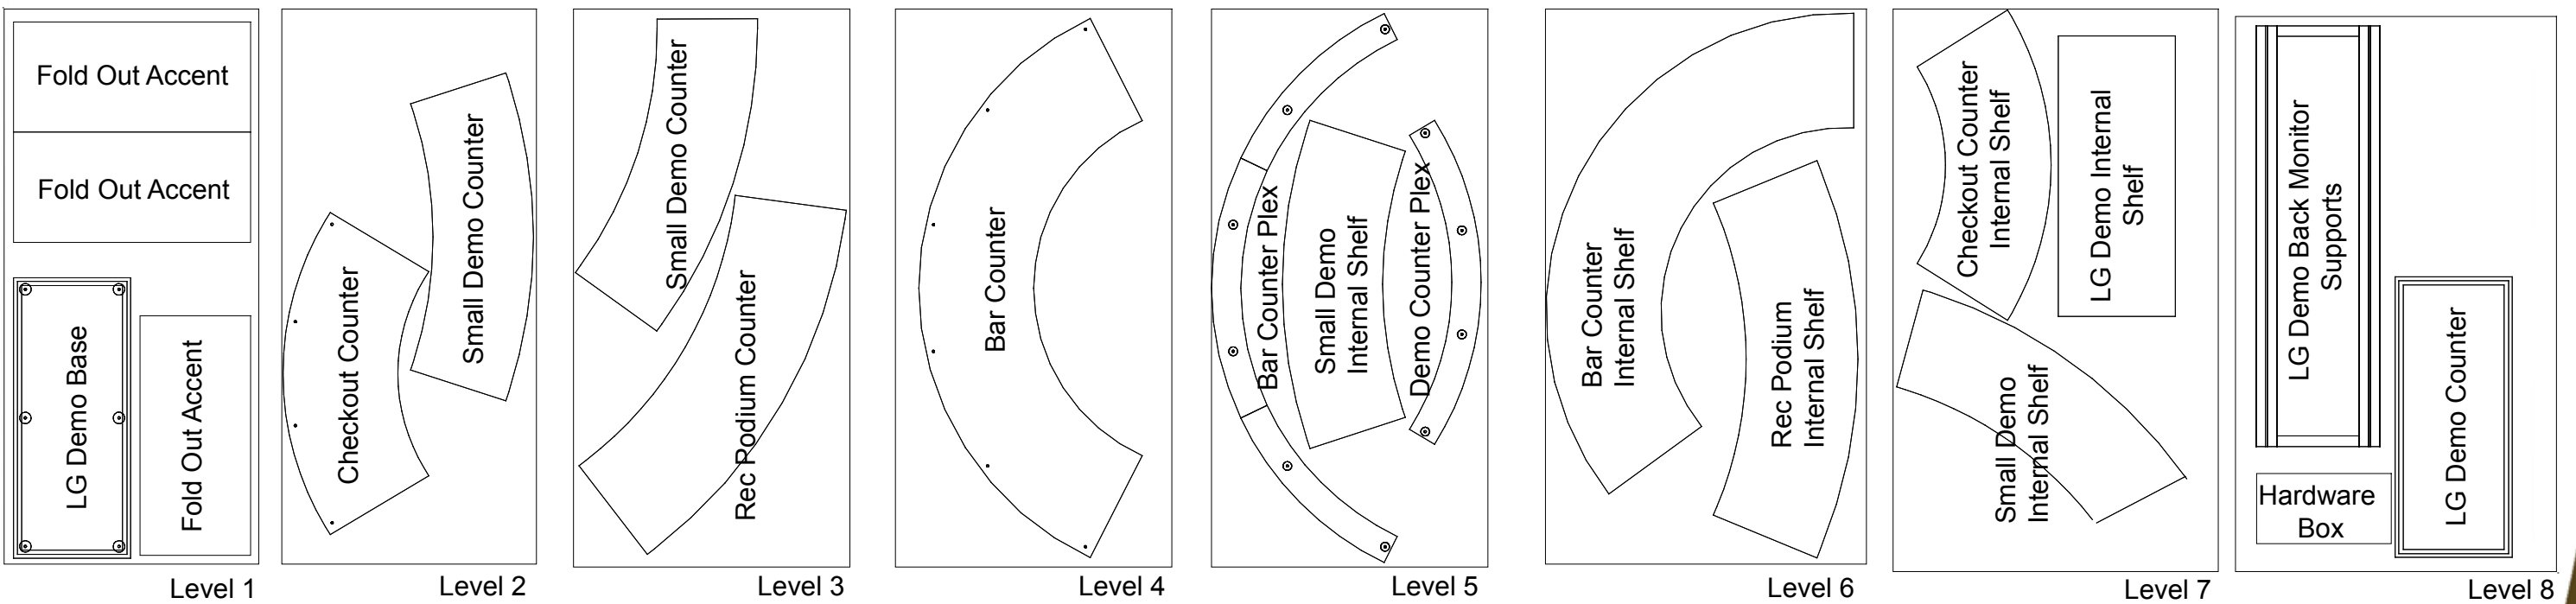 Fold Out Accent
Fold Out Accent
LG Demo Base
Fold Out Accent
Level 1
Checkout Counter
Small Demo Counter
Level 2
Small Demo Counter
Rec Podium Counter
Level 3
Bar Counter
Level 4
Bar Counter Plex
Small Demo
Internal Shelf
Demo Counter Plex
Level 5
Bar Counter
Internal Shelf
Rec Podium
Internal Shelf
Level 6
Checkout Counter
Internal Shelf
LG Demo Internal
Shelf
Small Demo
Internal Shelf
Level 7
LG Demo Back Monitor
Supports
Hardware
Box
LG Demo Counter
Level 8